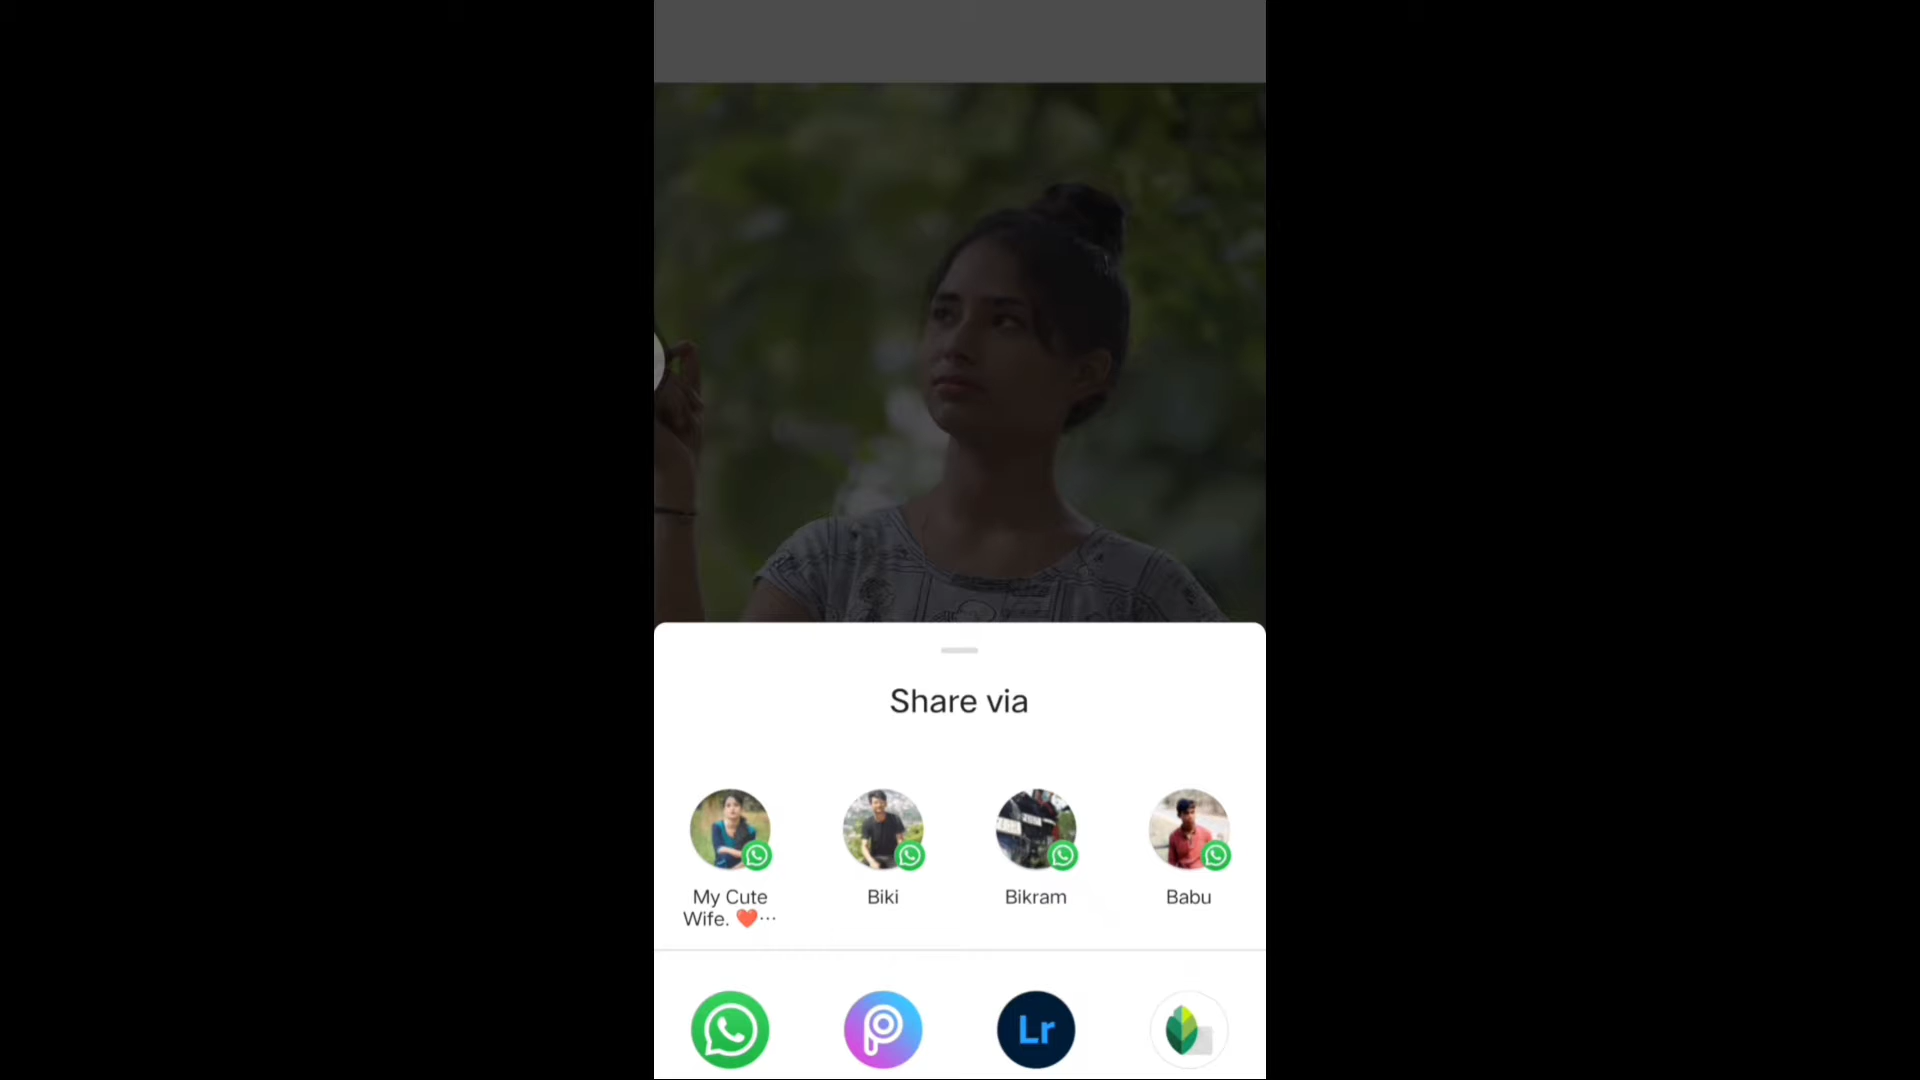 Share via
My Cute
Wife. ❤️...
Biki
Bikram
Babu
Lr